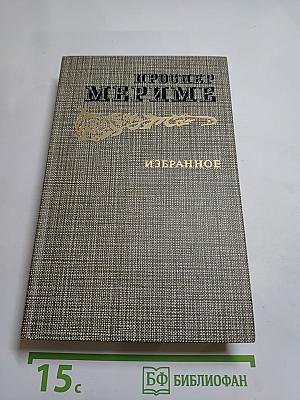 ПРОСПЕР
МЕРИМЕ
ИЗБРАННОЕ
15с
БФ БИБЛИОФАН